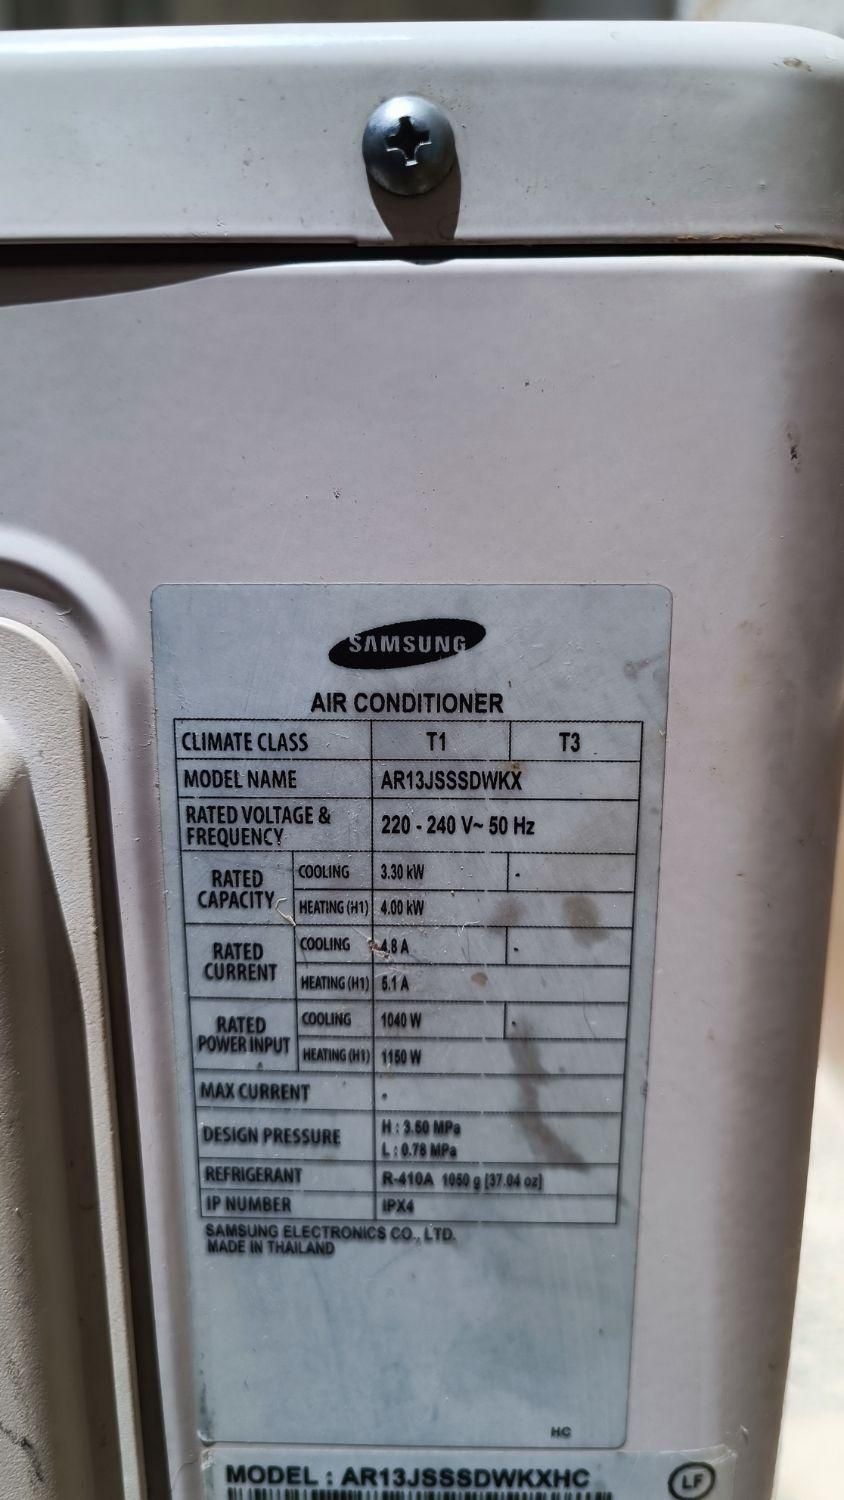 SAMSUNG
AIR CONDITIONER
CLIMATE CLASS T1 T3
MODEL NAME AR13JSSSDWKX
RATED VOLTAGE & FREQUENCY 220 - 240 V~ 50 Hz
RATED CAPACITY COOLING 3.30 kW -
HEATING (H1) 4.00 kW
RATED CURRENT COOLING 4.8 A -
HEATING (H1) 5.1 A
RATED POWER INPUT COOLING 1040 W -
HEATING (H1) 1150 W
MAX CURRENT -
DESIGN PRESSURE H : 3.50 MPa
L : 0.78 MPa
REFRIGERANT R-410A 1050 g [37.04 oz]
IP NUMBER IPX4
SAMSUNG ELECTRONICS CO., LTD.
MADE IN THAILAND
HC
MODEL : AR13JSSSDWKXHC LF